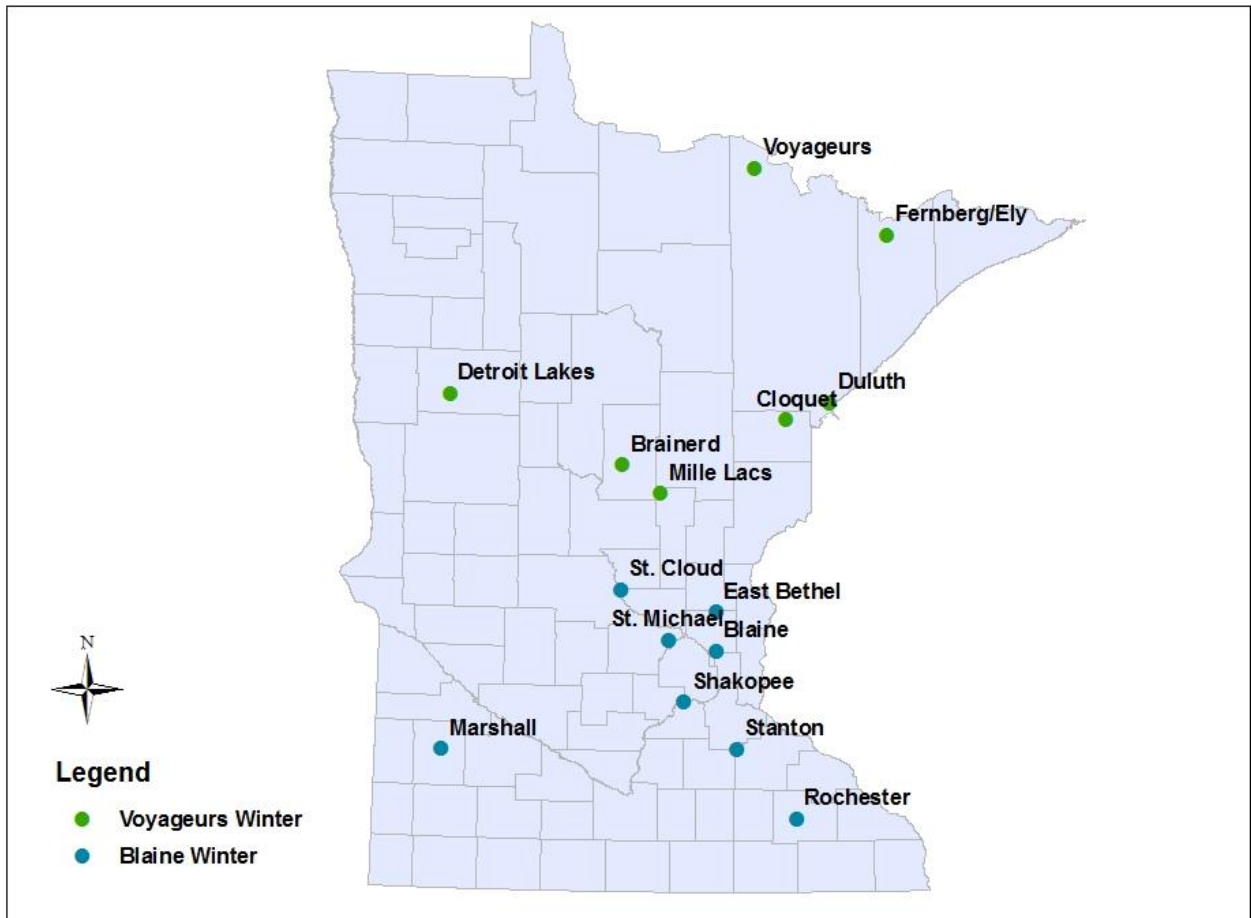 Voyageurs
Fernberg/Ely
Detroit Lakes
Duluth
Cloquet
Brainerd
Mille Lacs
St. Cloud
East Bethel
St. Michael
Blaine
N
Shakopee
Marshall
Stanton
Legend
Rochester
Voyageurs Winter
Blaine Winter